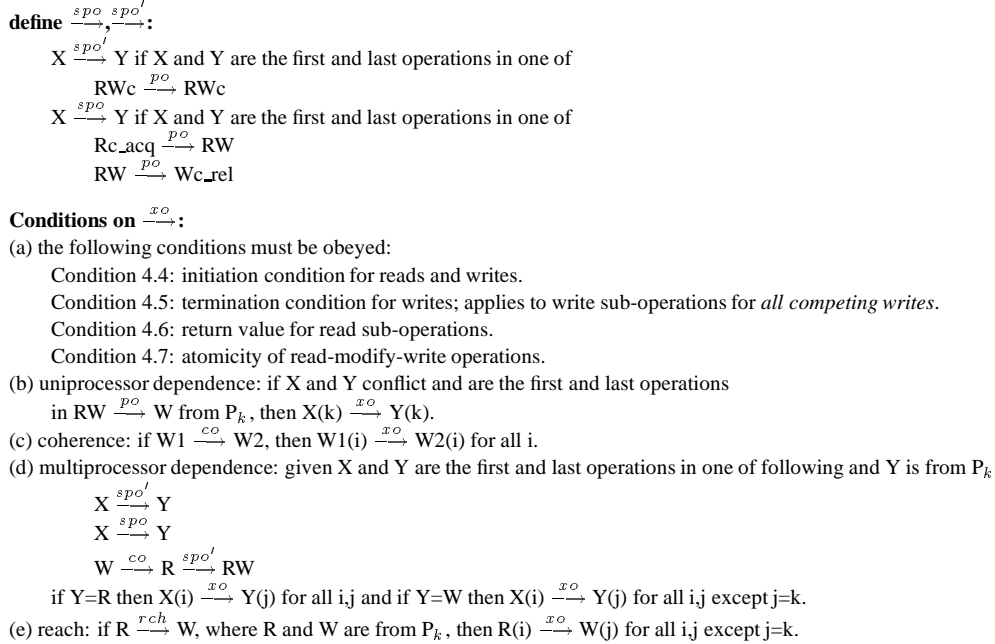 define —spo→, —spo′→:
X —spo′→ Y if X and Y are the first and last operations in one of
RWc —po→ RWc
X —spo→ Y if X and Y are the first and last operations in one of
Rc_acq —po→ RW
RW —po→ Wc_rel
Conditions on —xo→:
(a) the following conditions must be obeyed:
Condition 4.4: initiation condition for reads and writes.
Condition 4.5: termination condition for writes; applies to write sub-operations for all competing writes.
Condition 4.6: return value for read sub-operations.
Condition 4.7: atomicity of read-modify-write operations.
(b) uniprocessor dependence: if X and Y conflict and are the first and last operations
in RW —po→ W from Pₖ, then X(k) —xo→ Y(k).
(c) coherence: if W1 —co→ W2, then W1(i) —xo→ W2(i) for all i.
(d) multiprocessor dependence: given X and Y are the first and last operations in one of following and Y is from Pₖ
X —spo′→ Y
X —spo→ Y
W —co→ R —spo′→ RW
if Y=R then X(i) —xo→ Y(j) for all i,j and if Y=W then X(i) —xo→ Y(j) for all i,j except j=k.
(e) reach: if R —rch→ W, where R and W are from Pₖ, then R(i) —xo→ W(j) for all i,j except j=k.